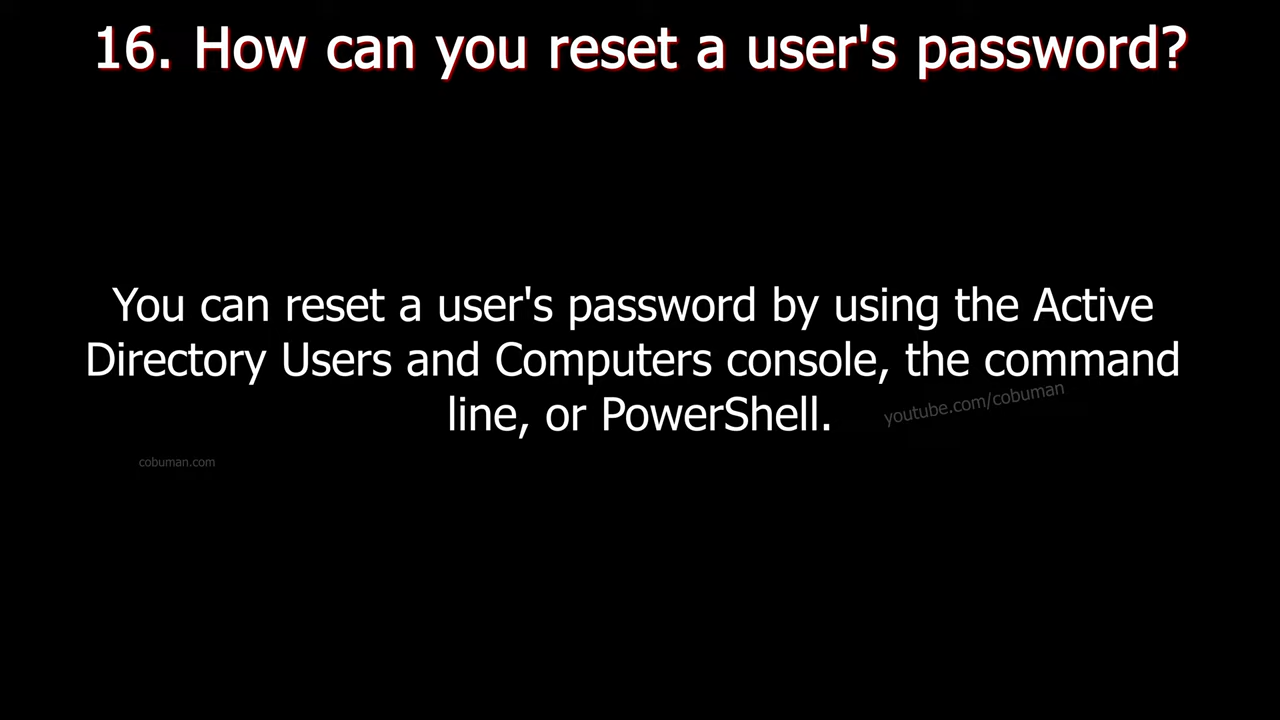 16. How can you reset a user's password?
You can reset a user's password by using the Active
Directory Users and Computers console, the command
line, or PowerShell.
youtube.com/cobuman
cobuman.com